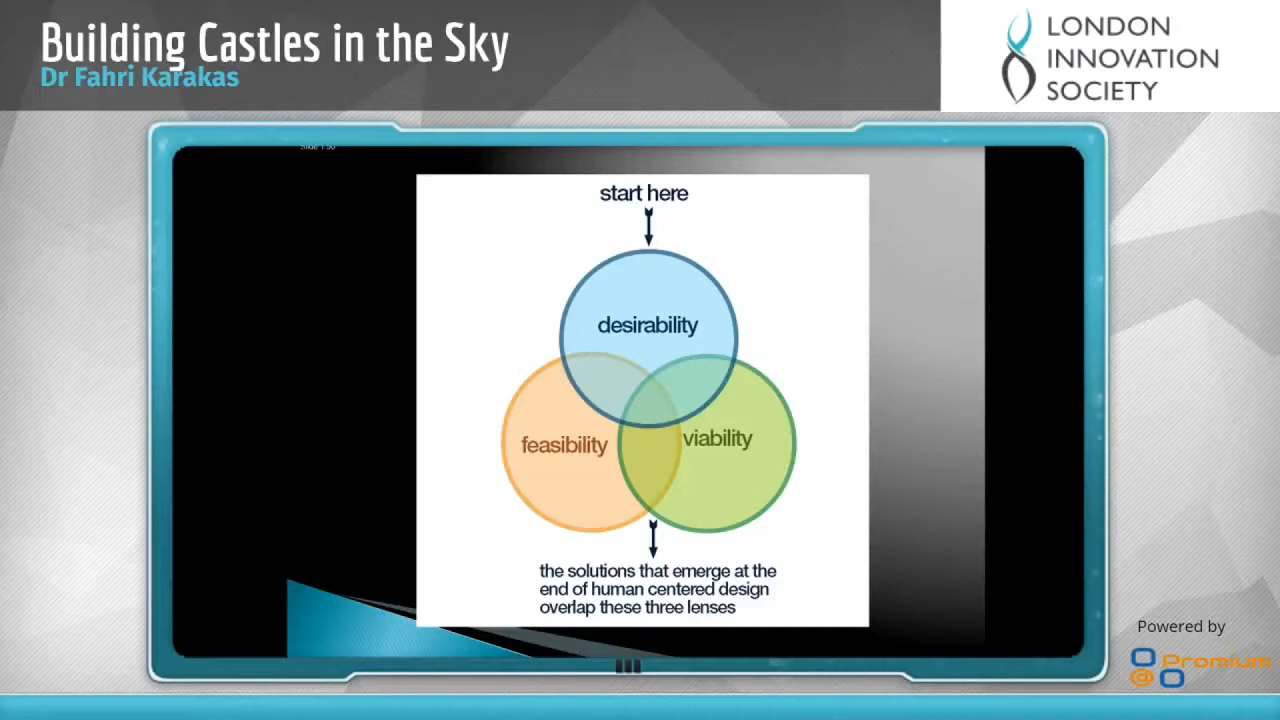 Building Castles in the Sky
Dr Fahri Karakas
LONDON
INNOVATION
SOCIETY
start here
desirability
feasibility
viability
the solutions that emerge at the
end of human centered design
overlap these three lenses
Powered by
Promium